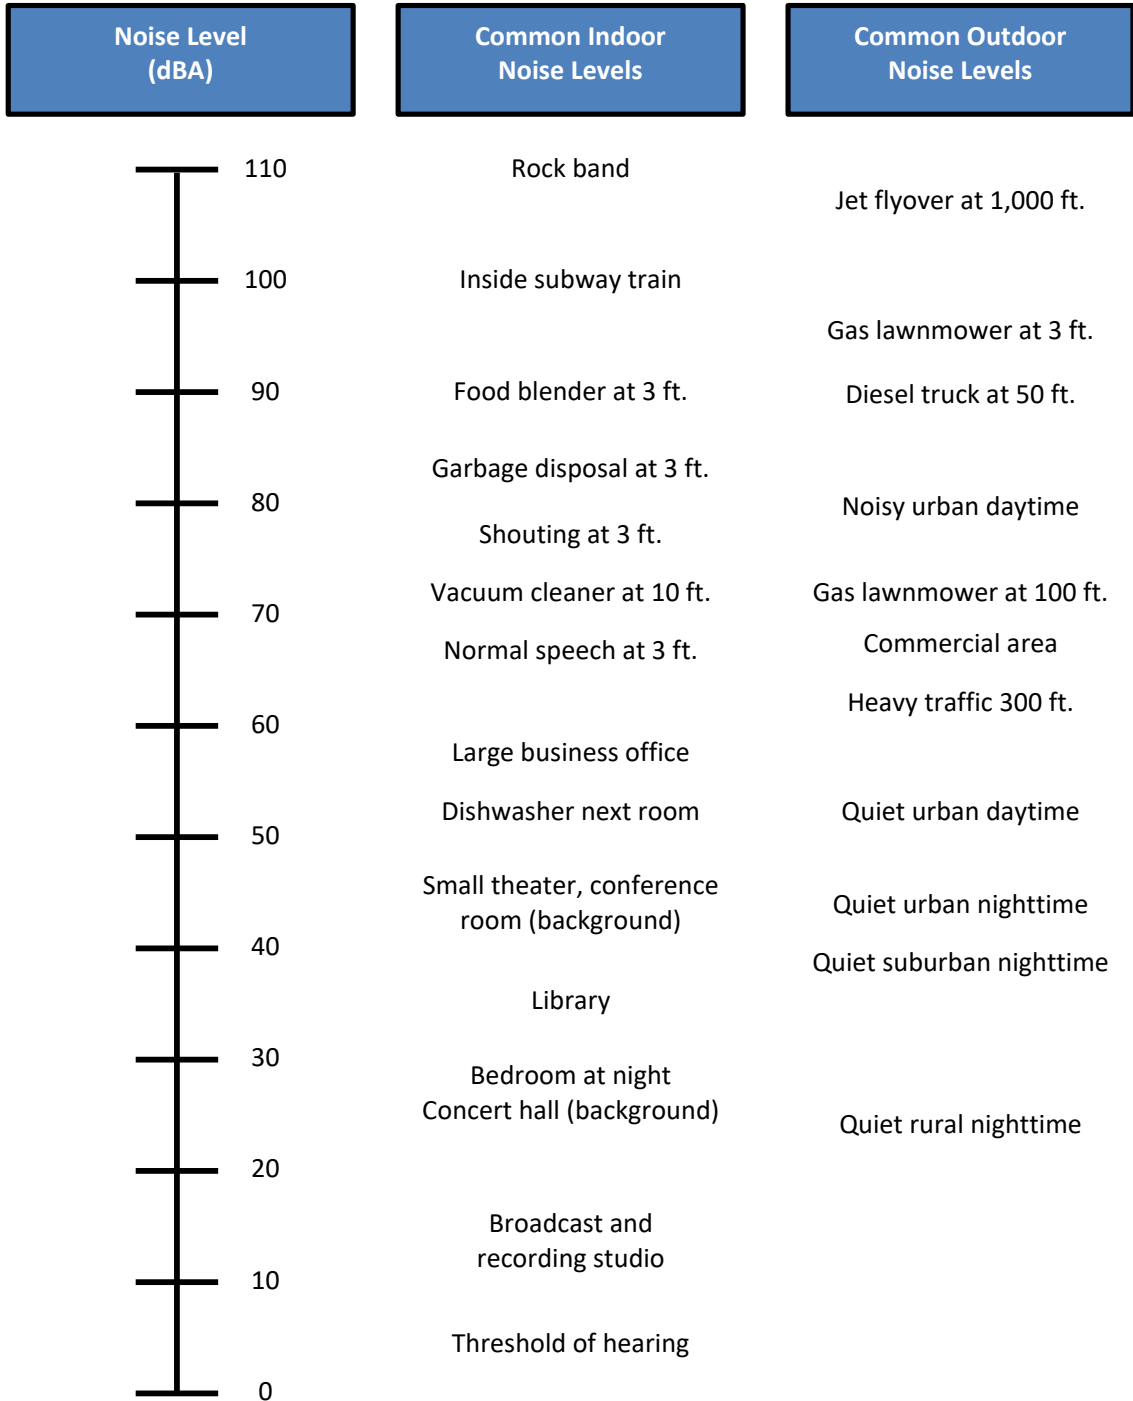 Noise Level
(dBA)
Common Indoor
Noise Levels
Common Outdoor
Noise Levels
110
Rock band
Jet flyover at 1,000 ft.
100
Inside subway train
Gas lawnmower at 3 ft.
90
Food blender at 3 ft.
Diesel truck at 50 ft.
Garbage disposal at 3 ft.
80
Noisy urban daytime
Shouting at 3 ft.
Vacuum cleaner at 10 ft.
Gas lawnmower at 100 ft.
70
Commercial area
Normal speech at 3 ft.
Heavy traffic 300 ft.
60
Large business office
Dishwasher next room
Quiet urban daytime
50
Small theater, conference
room (background)
Quiet urban nighttime
40
Quiet suburban nighttime
Library
30
Bedroom at night
Concert hall (background)
Quiet rural nighttime
20
Broadcast and
recording studio
10
Threshold of hearing
0